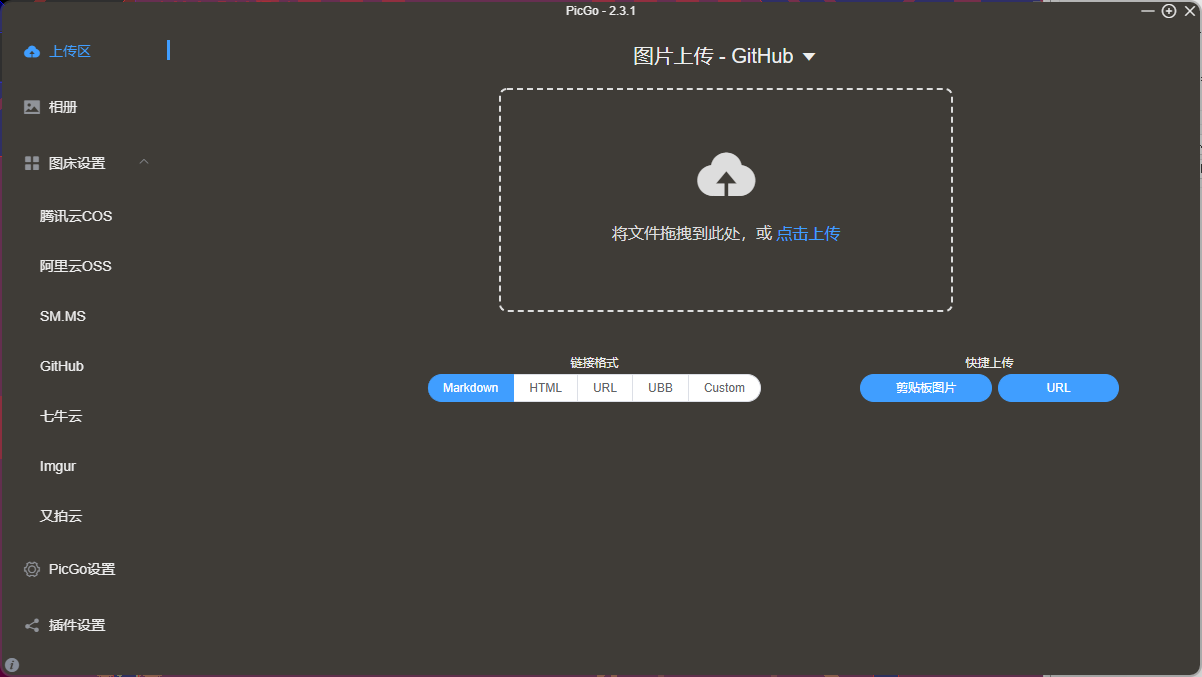 PicGo - 2.3.1
上传区
相册
图床设置
腾讯云COS
阿里云OSS
SM.MS
GitHub
七牛云
Imgur
又拍云
PicGo设置
插件设置
图片上传 - GitHub
将文件拖拽到此处，或 点击上传
链接格式
Markdown HTML URL UBB Custom
快捷上传
剪贴板图片 URL